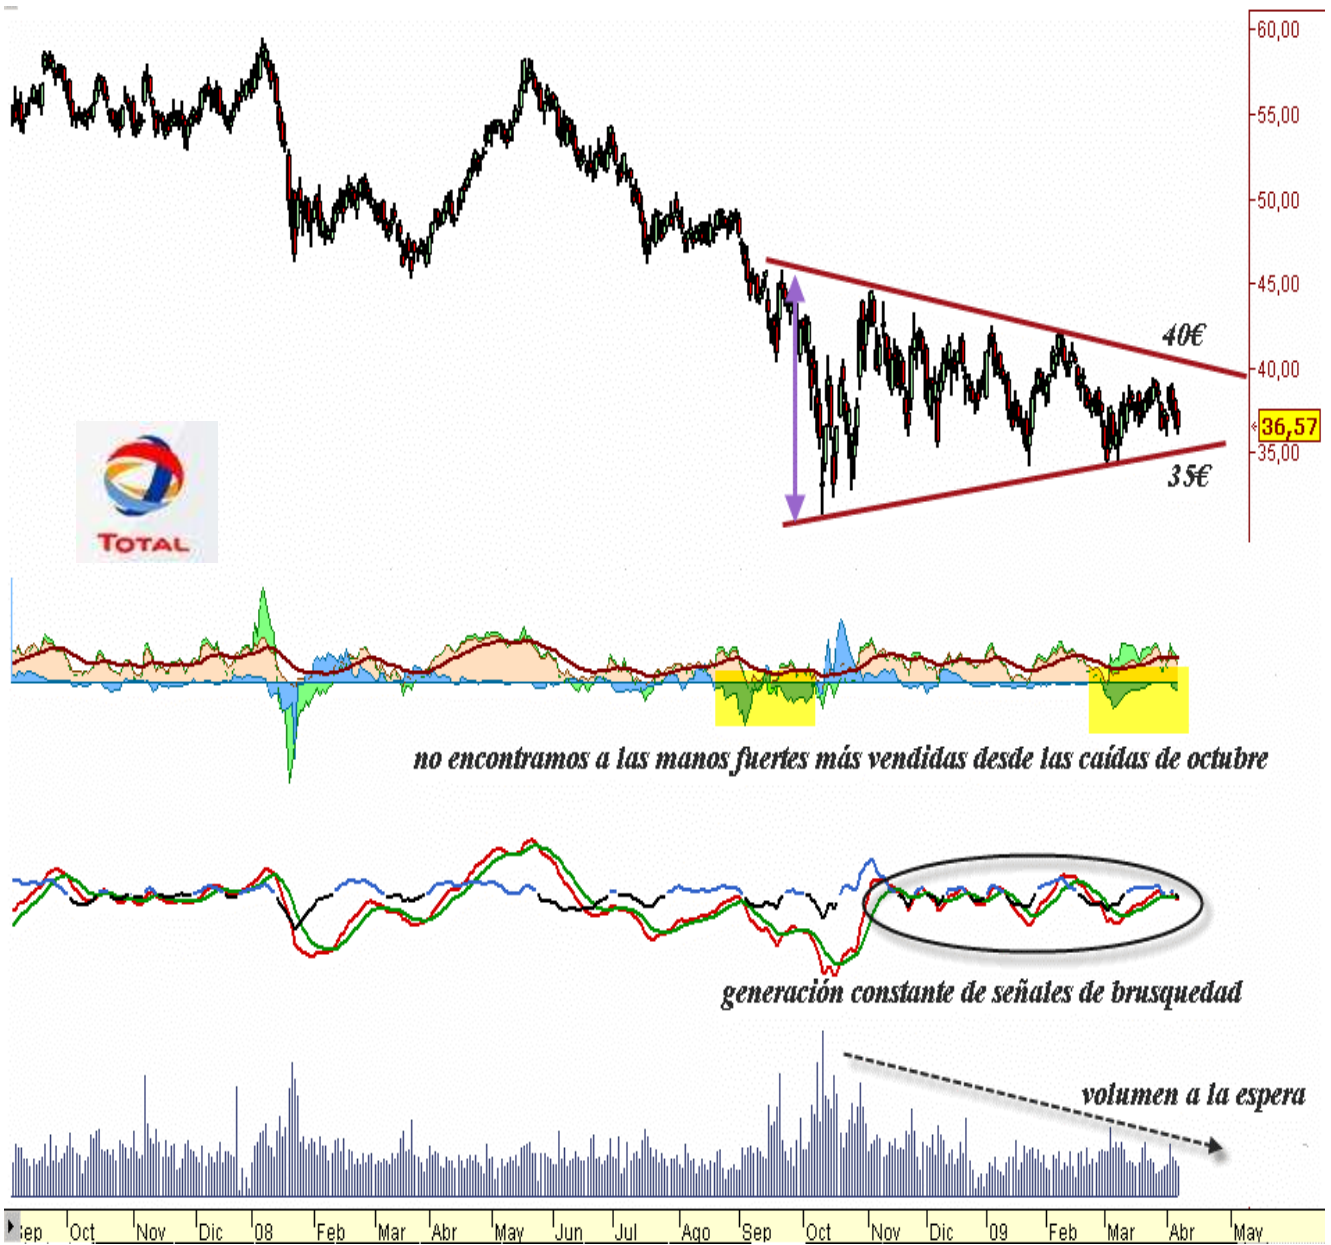 60,00
55,00
50,00
45,00
40€
40,00
36,57
35,00
35€
TOTAL
no encontramos a las manos fuertes más vendidas desde las caídas de octubre
generación constante de señales de brusquedad
volumen a la espera
Sep Oct Nov Dic 08 Feb Mar Abr May Jun Jul Ago Sep Oct Nov Dic 09 Feb Mar Abr May